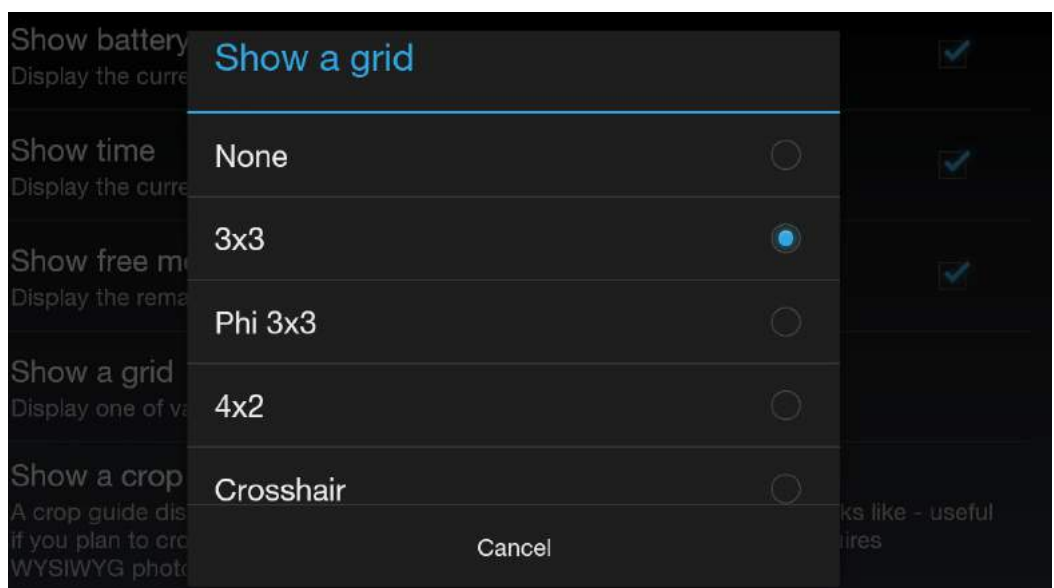 Show battery
Display the curre
Show time
Display the curre
Show free me
Display the rema
Show a grid
Display one of va
Show a crop
A crop guide dis
ks like - useful
if you plan to cro
ires
WYSIWYG photo
Show a grid
None
3x3
Phi 3x3
4x2
Crosshair
Cancel